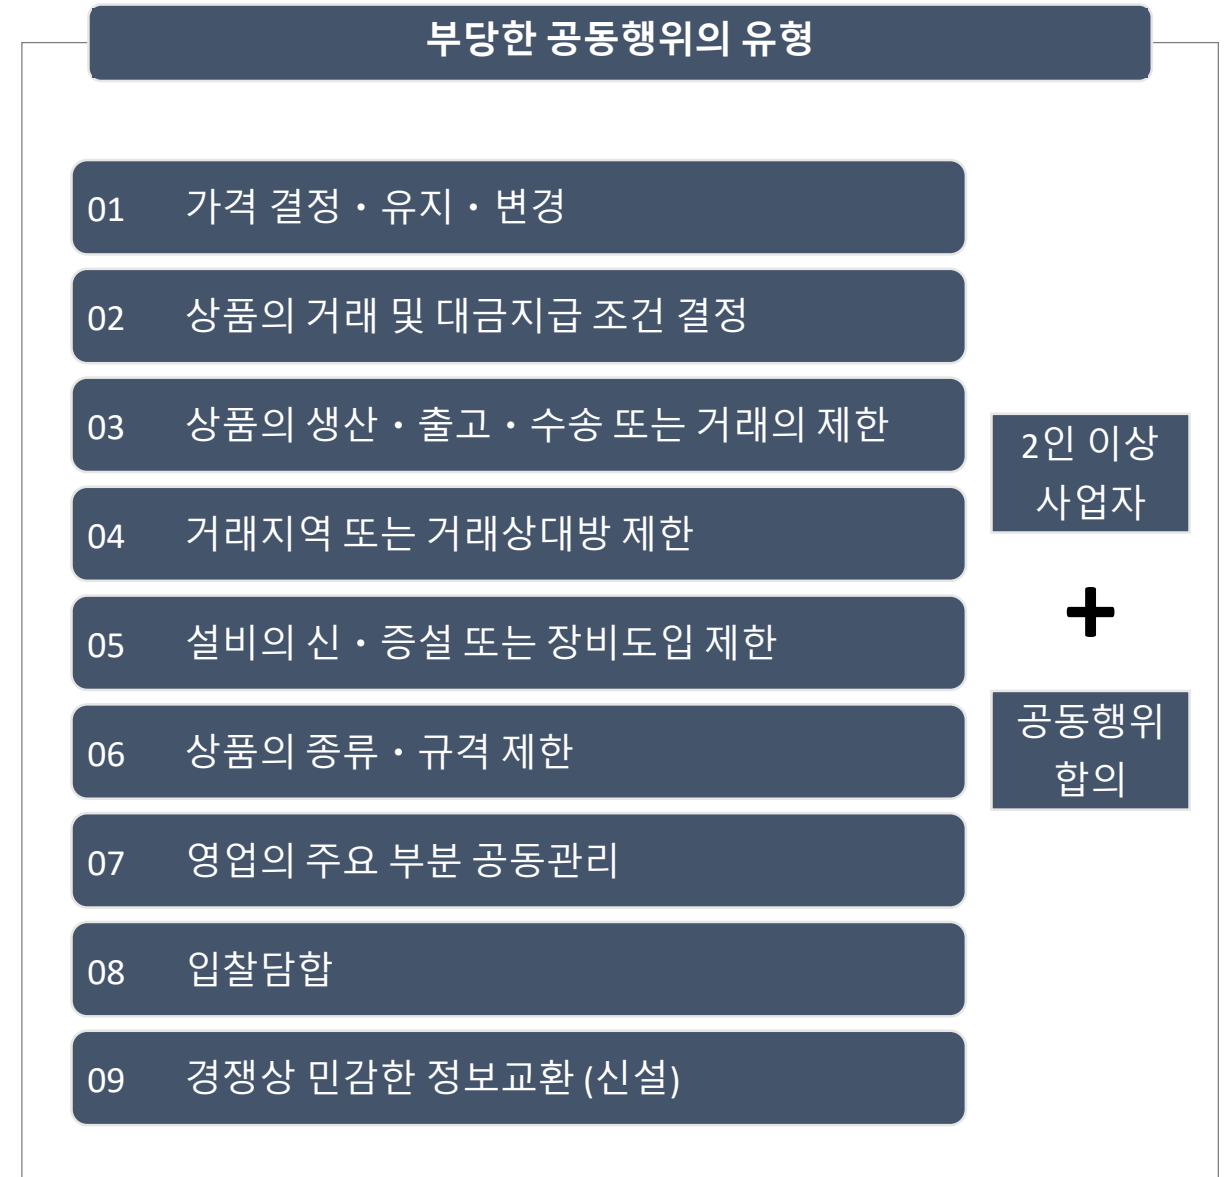 부당한 공동행위의 유형
01 가격 결정・유지・변경
02 상품의 거래 및 대금지급 조건 결정
03 상품의 생산・출고・수송 또는 거래의 제한
04 거래지역 또는 거래상대방 제한
05 설비의 신・증설 또는 장비도입 제한
06 상품의 종류・규격 제한
07 영업의 주요 부분 공동관리
08 입찰담합
09 경쟁상 민감한 정보교환 (신설)
2인 이상
사업자
+
공동행위
합의